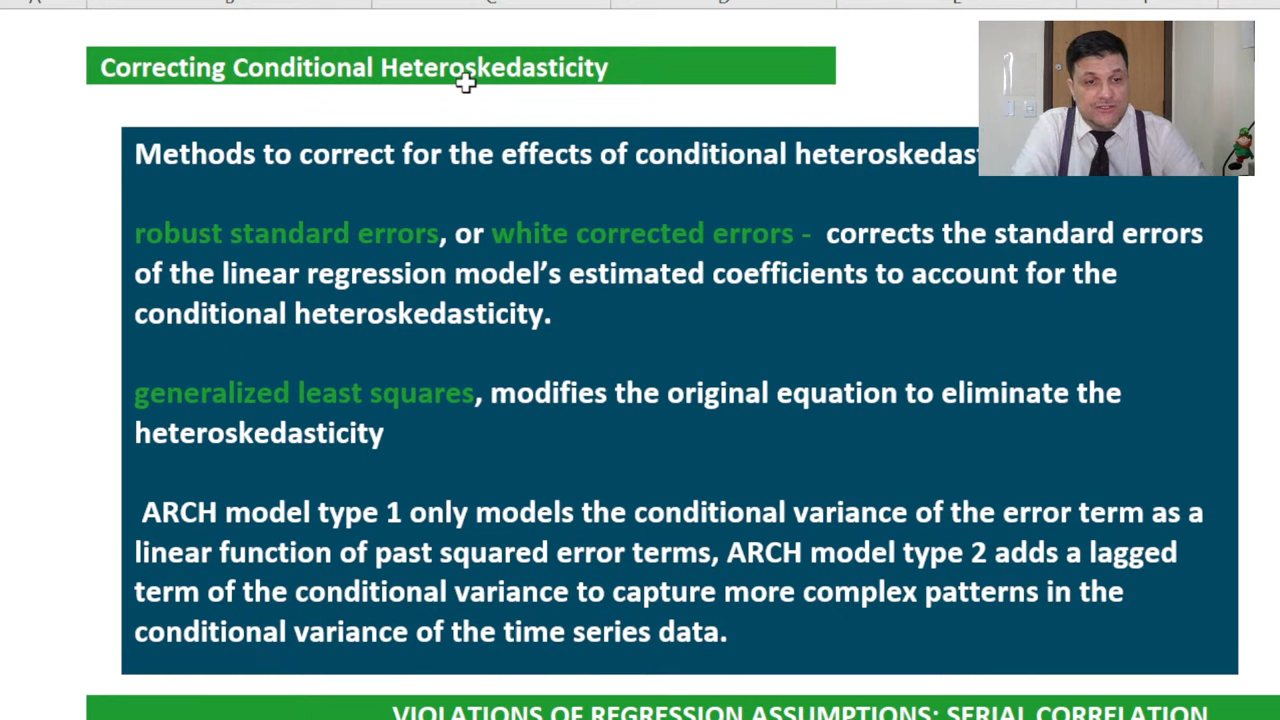 Correcting Conditional Heteroskedasticity
Methods to correct for the effects of conditional
robust standard errors, or white corrected errors - corrects the standard errors
of the linear regression model’s estimated coefficients to account for the
conditional heteroskedasticity.
generalized least squares, modifies the original equation to eliminate the
heteroskedasticity
ARCH model type 1 only models the conditional variance of the error term as a
linear function of past squared error terms, ARCH model type 2 adds a lagged
term of the conditional variance to capture more complex patterns in the
conditional variance of the time series data.
VIOLATIONS OF REGRESSION ASSUMPTIONS: SERIAL CORRELATION